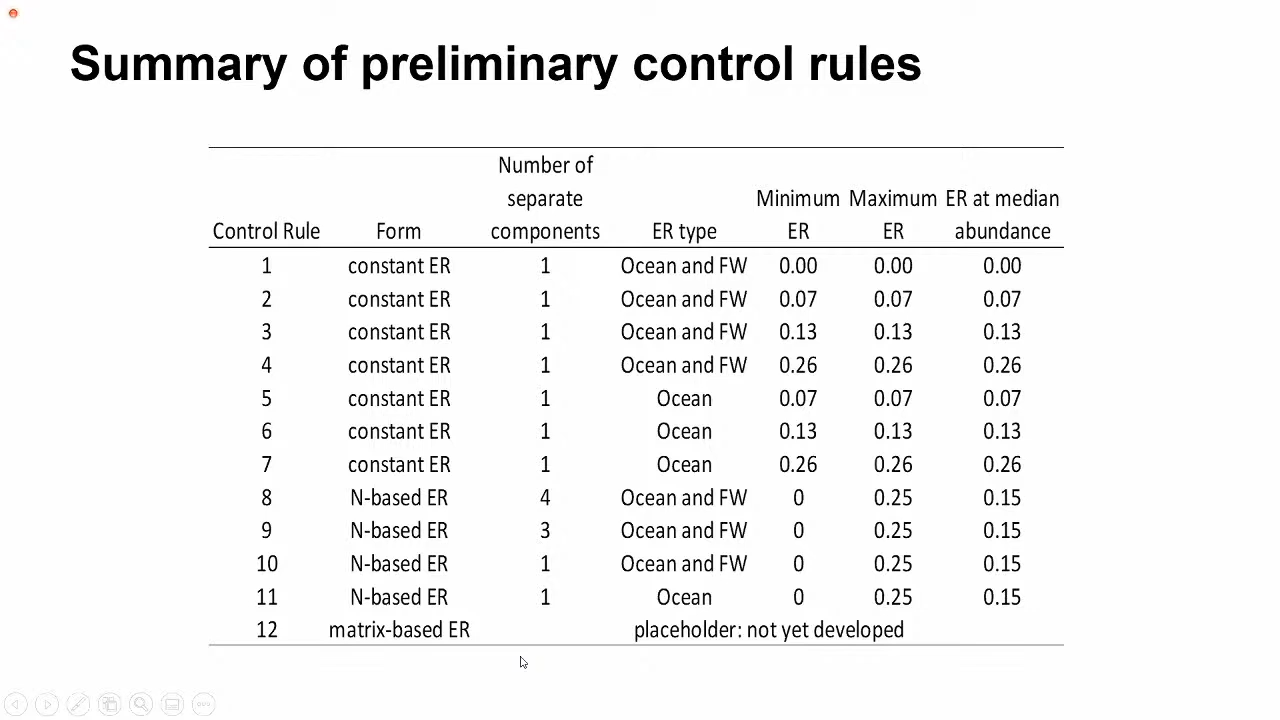 Summary of preliminary control rules
Number of
separate Minimum Maximum ER at median
Control Rule Form components ER type ER ER abundance
1 constant ER 1 Ocean and FW 0.00 0.00 0.00
2 constant ER 1 Ocean and FW 0.07 0.07 0.07
3 constant ER 1 Ocean and FW 0.13 0.13 0.13
4 constant ER 1 Ocean and FW 0.26 0.26 0.26
5 constant ER 1 Ocean 0.07 0.07 0.07
6 constant ER 1 Ocean 0.13 0.13 0.13
7 constant ER 1 Ocean 0.26 0.26 0.26
8 N-based ER 4 Ocean and FW 0 0.25 0.15
9 N-based ER 3 Ocean and FW 0 0.25 0.15
10 N-based ER 1 Ocean and FW 0 0.25 0.15
11 N-based ER 1 Ocean 0 0.25 0.15
12 matrix-based ER placeholder: not yet developed